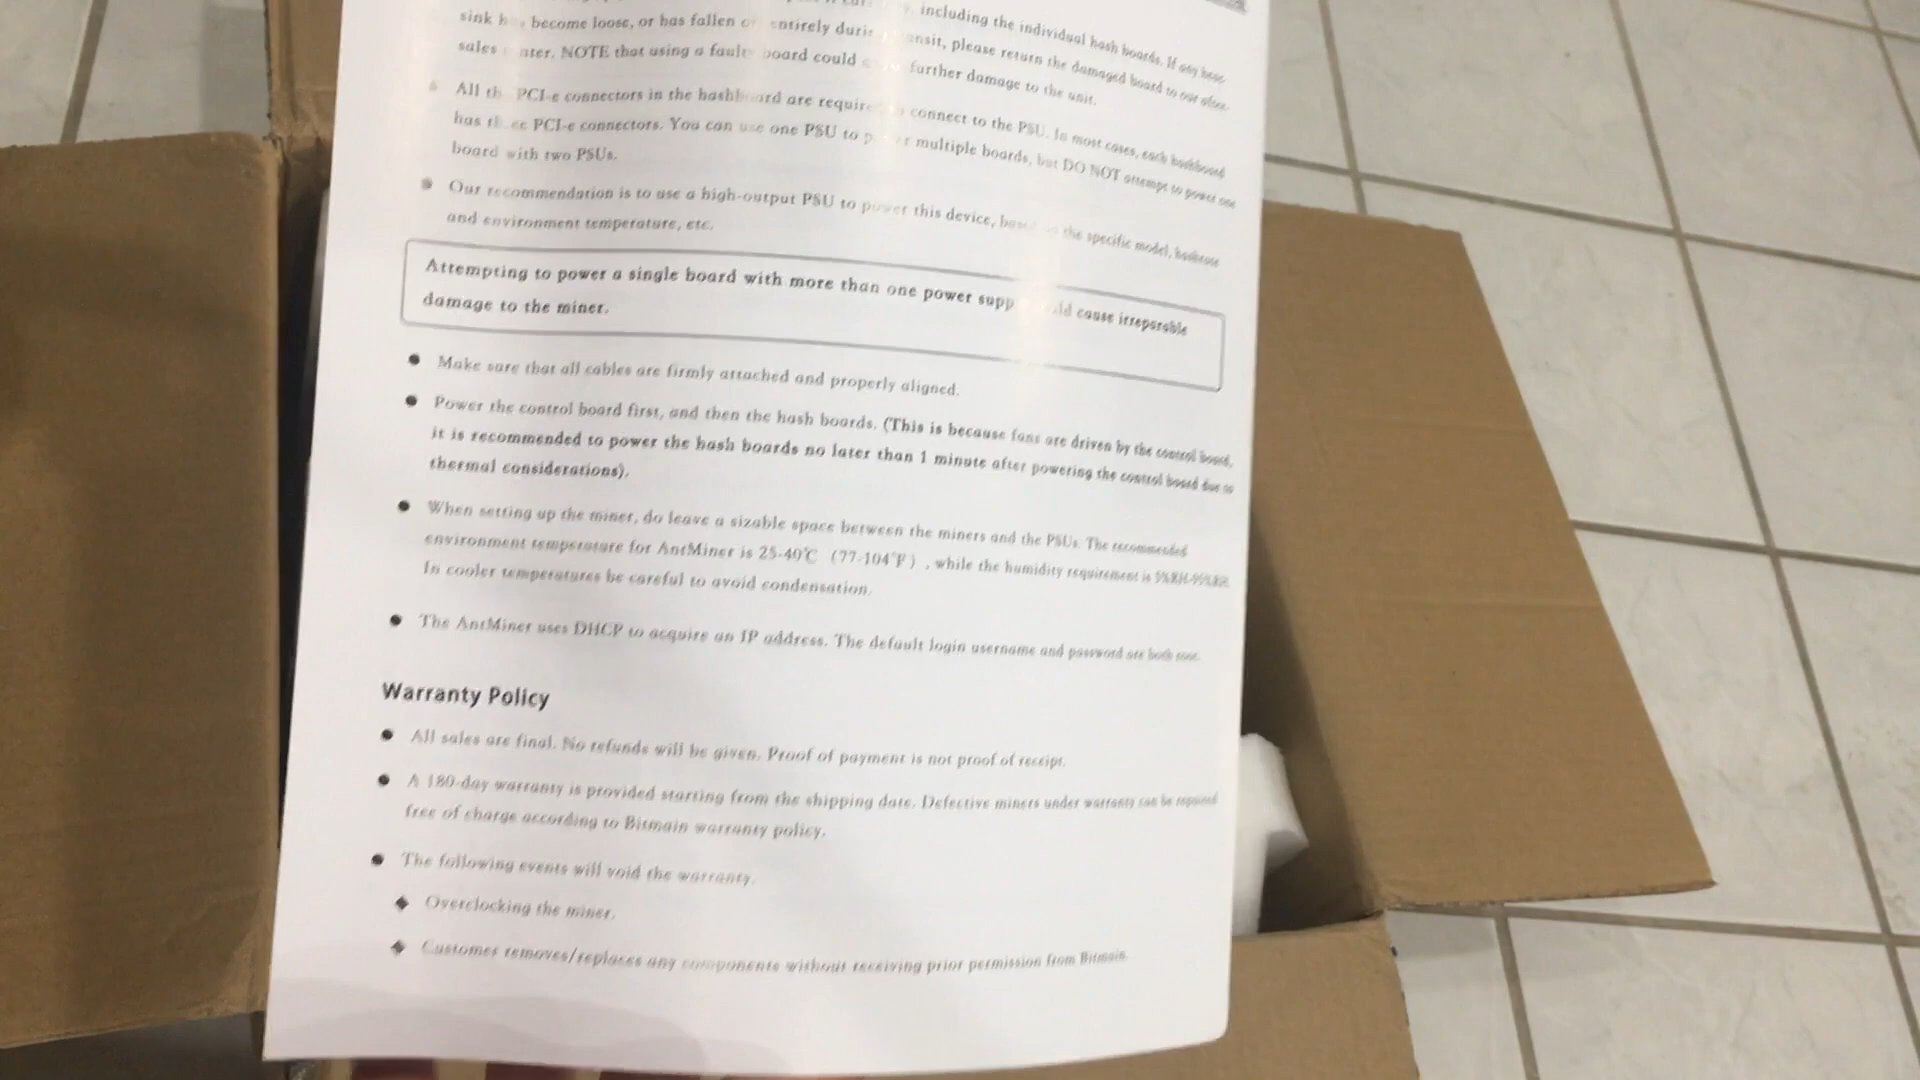 including the individual hash boards. If any heat
sink has become loose, or has fallen off entirely during transit, please return the damaged board to our after-
sales center. NOTE that using a faulty board could cause further damage to the unit.
All the PCI-e connectors in the hashboard are required to connect to the PSU. In most cases, each hashboard
has three PCI-e connectors. You can use one PSU to power multiple boards, but DO NOT attempt to power one
board with two PSUs.
Our recommendation is to use a high-output PSU to power this device, based on the specific model, hashrate
and environment temperature, etc.
Attempting to power a single board with more than one power supply could cause irreparable
damage to the miner.
Make sure that all cables are firmly attached and properly aligned.
Power the control board first, and then the hash boards. (This is because fans are driven by the control board,
it is recommended to power the hash boards no later than 1 minute after powering the control board due to
thermal considerations).
When setting up the miner, do leave a sizable space between the miners and the PSUs. The recommended
environment temperature for AntMiner is 25-40℃ (77-104℉), while the humidity requirement is 5%RH-95%RH.
In cooler temperatures be careful to avoid condensation.
The AntMiner uses DHCP to acquire an IP address. The default login username and password are both root.
Warranty Policy
All sales are final. No refunds will be given. Proof of payment is not proof of receipt.
A 180-day warranty is provided starting from the shipping date. Defective miners under warranty can be repaired
free of charge according to Bitmain warranty policy.
The following events will void the warranty.
Overclocking the miner.
Customer removes/replaces any components without receiving prior permission from Bitmain.